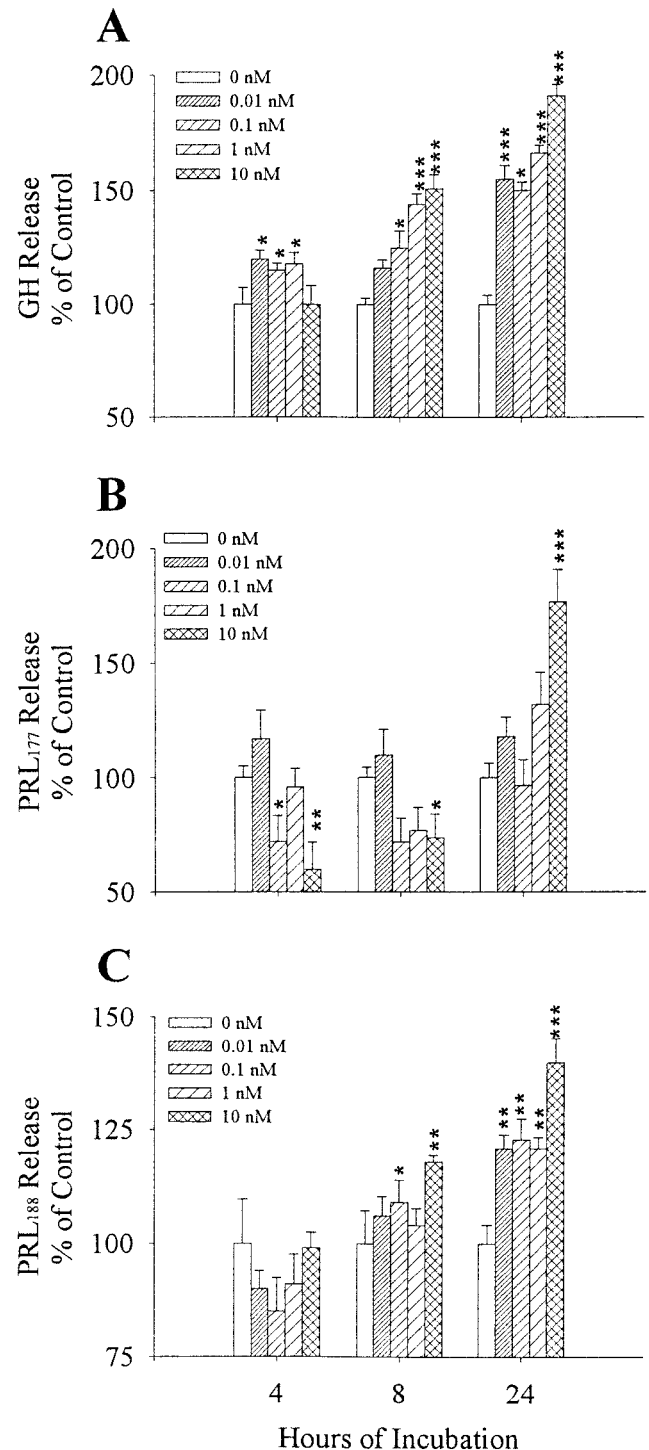 A
GH Release
% of Control
200
150
100
50
0 nM
0.01 nM
0.1 nM
1 nM
10 nM
*
*
*
*
***
***
***
*
***
***
B
PRL177 Release
% of Control
200
150
100
50
0 nM
0.01 nM
0.1 nM
1 nM
10 nM
*
**
*
***
C
PRL188 Release
% of Control
150
125
100
75
0 nM
0.01 nM
0.1 nM
1 nM
10 nM
*
**
**
**
**
***
4 8 24
Hours of Incubation